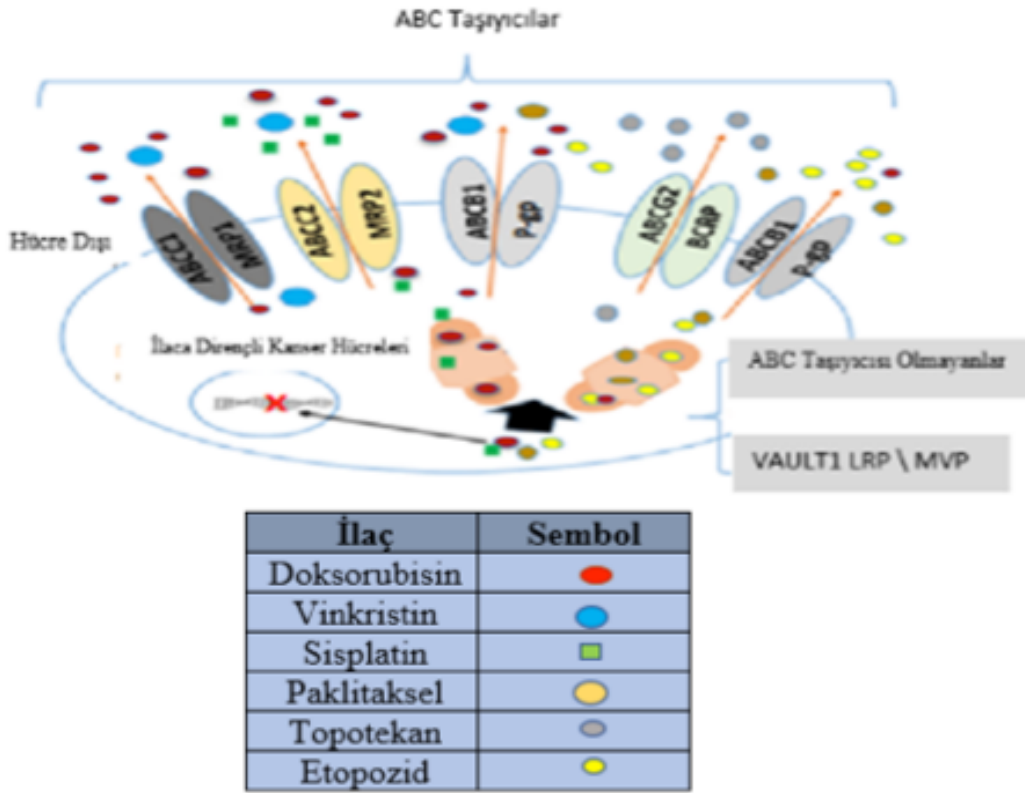 ABC Taşıyıcılar
ABCC1
MRP1
ABCC2
MRP2
ABCB1
P-gp
ABCG2
BCRP
ABCB1
P-gp
Hücre Dışı
İlaca Dirençli Kanser Hücreleri
ABC Taşıyıcısı Olmayanlar
VAULT1 LRP \ MVP
İlaç Sembol
Doksorubisin
Vinkristin
Sisplatin
Paklitaksel
Topotekan
Etopozid